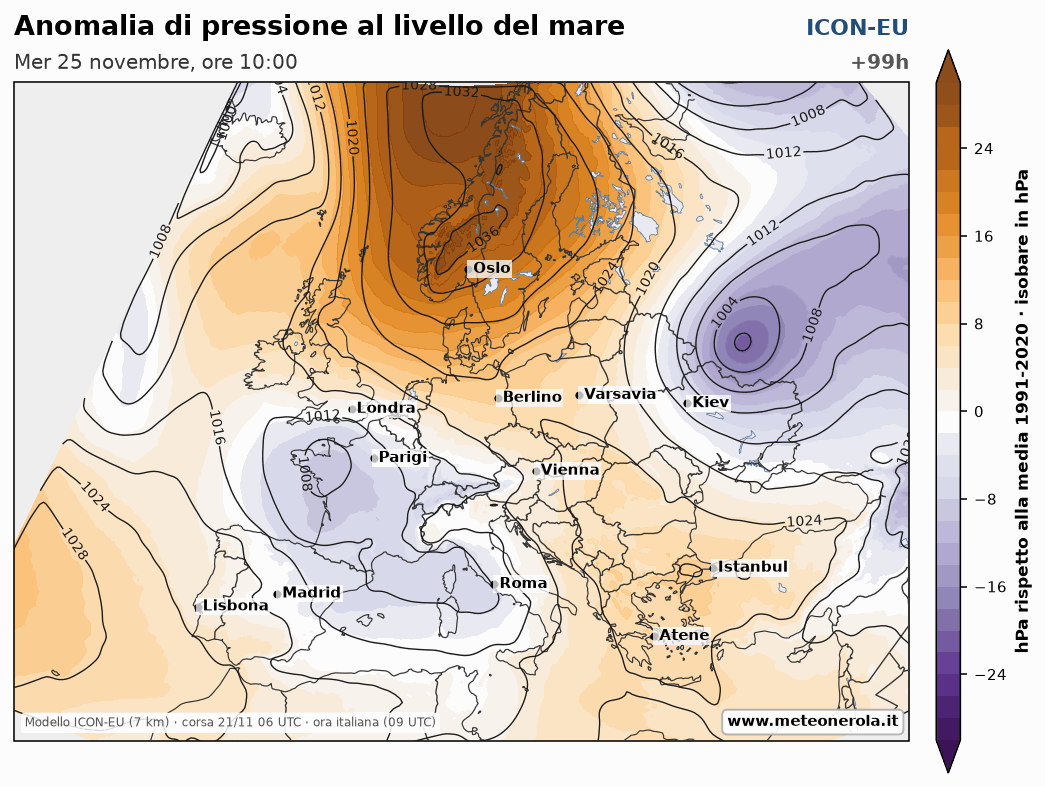 Anomalia di pressione al livello del mare
ICON-EU
Mer 25 novembre, ore 10:00
+99h
1028
1032
1012
1020
1016
1008
1012
1008
1012
1036
Oslo
1024
1020
1004
1008
1016
1012
Londra
Berlino
Varsavia
Kiev
Parigi
1008
Vienna
1024
1028
1024
Istanbul
Roma
Madrid
Lisbona
Atene
Modello ICON-EU (7 km) · corsa 21/11 06 UTC · ora italiana (09 UTC)
www.meteonerola.it
24
16
8
0
−8
−16
−24
hPa rispetto alla media 1991-2020 · isobare in hPa